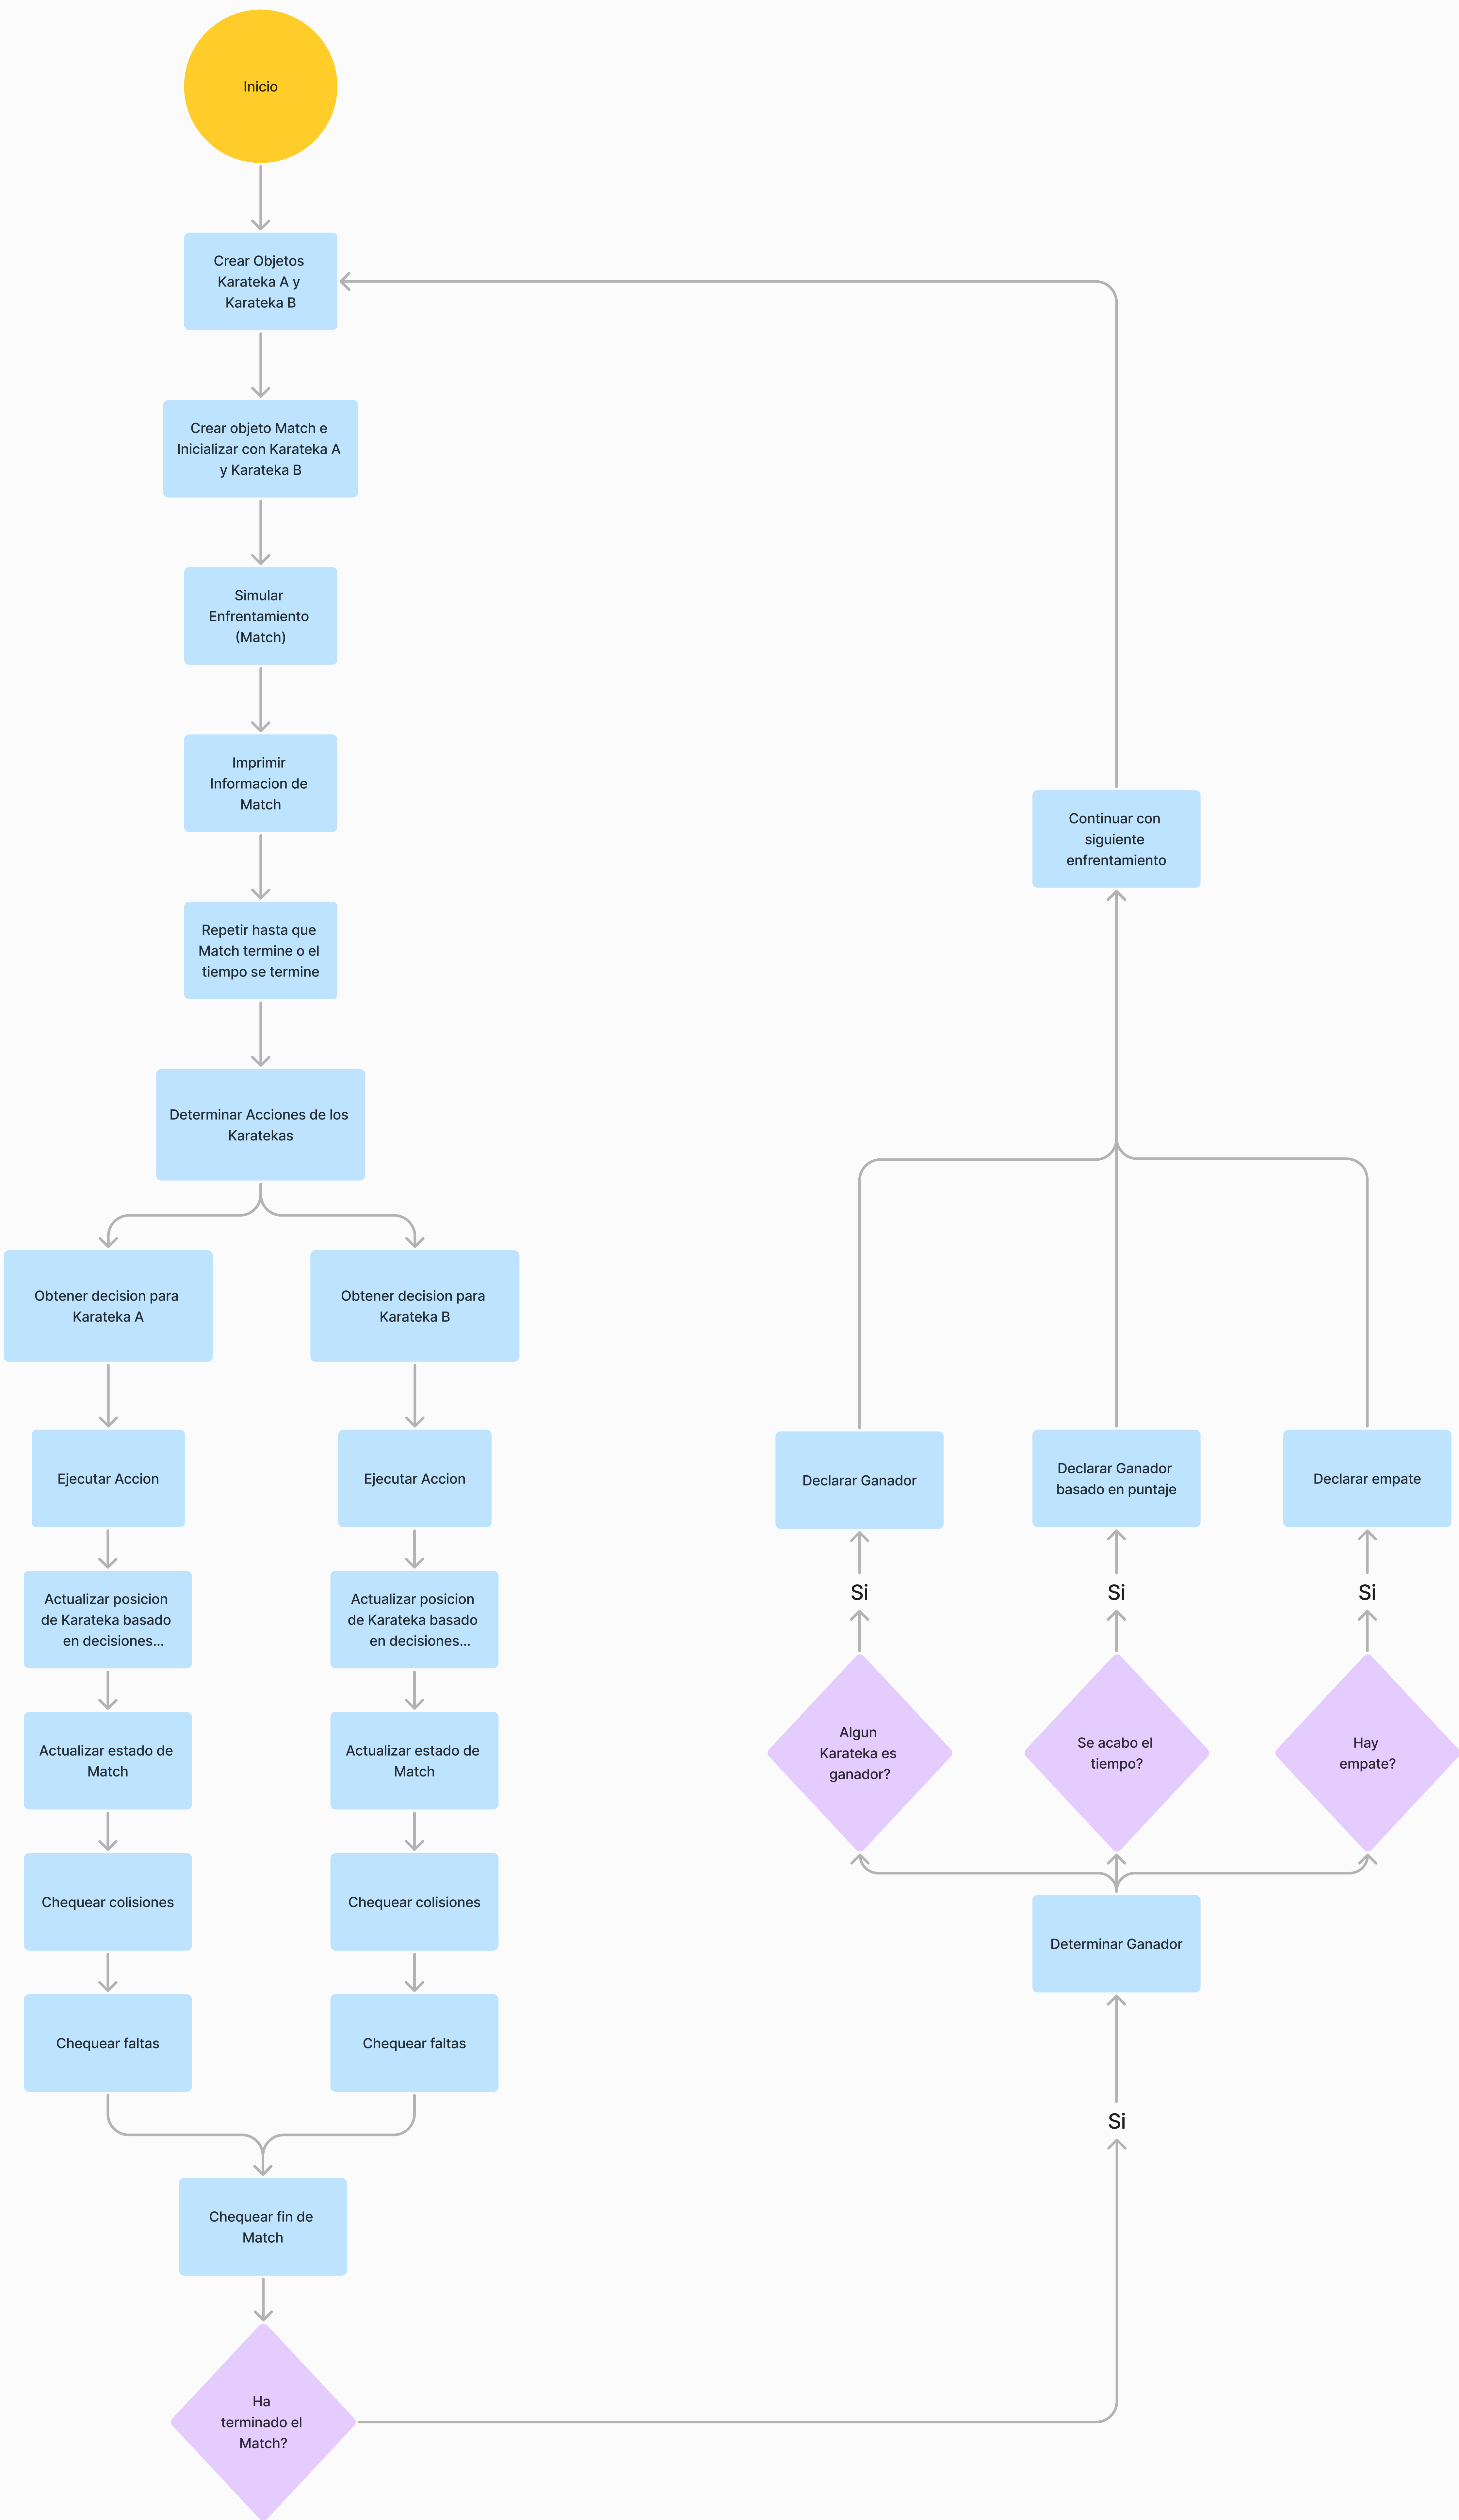 Inicio
Crear Objetos
Karateka A y
Karateka B
Crear objeto Match e
Inicializar con Karateka A
y Karateka B
Simular
Enfrentamiento
(Match)
Imprimir
Informacion de
Match
Repetir hasta que
Match termine o el
tiempo se termine
Determinar Acciones de los
Karatekas
Obtener decision para
Karateka A
Ejecutar Accion
Actualizar posicion
de Karateka basado
en decisiones...
Actualizar estado de
Match
Chequear colisiones
Chequear faltas
Obtener decision para
Karateka B
Ejecutar Accion
Actualizar posicion
de Karateka basado
en decisiones...
Actualizar estado de
Match
Chequear colisiones
Chequear faltas
Chequear fin de
Match
Ha
terminado el
Match?
Si
Determinar Ganador
Algun
Karateka es
ganador?
Si
Declarar Ganador
Se acabo el
tiempo?
Si
Declarar Ganador
basado en puntaje
Hay
empate?
Si
Declarar empate
Continuar con
siguiente
enfrentamiento